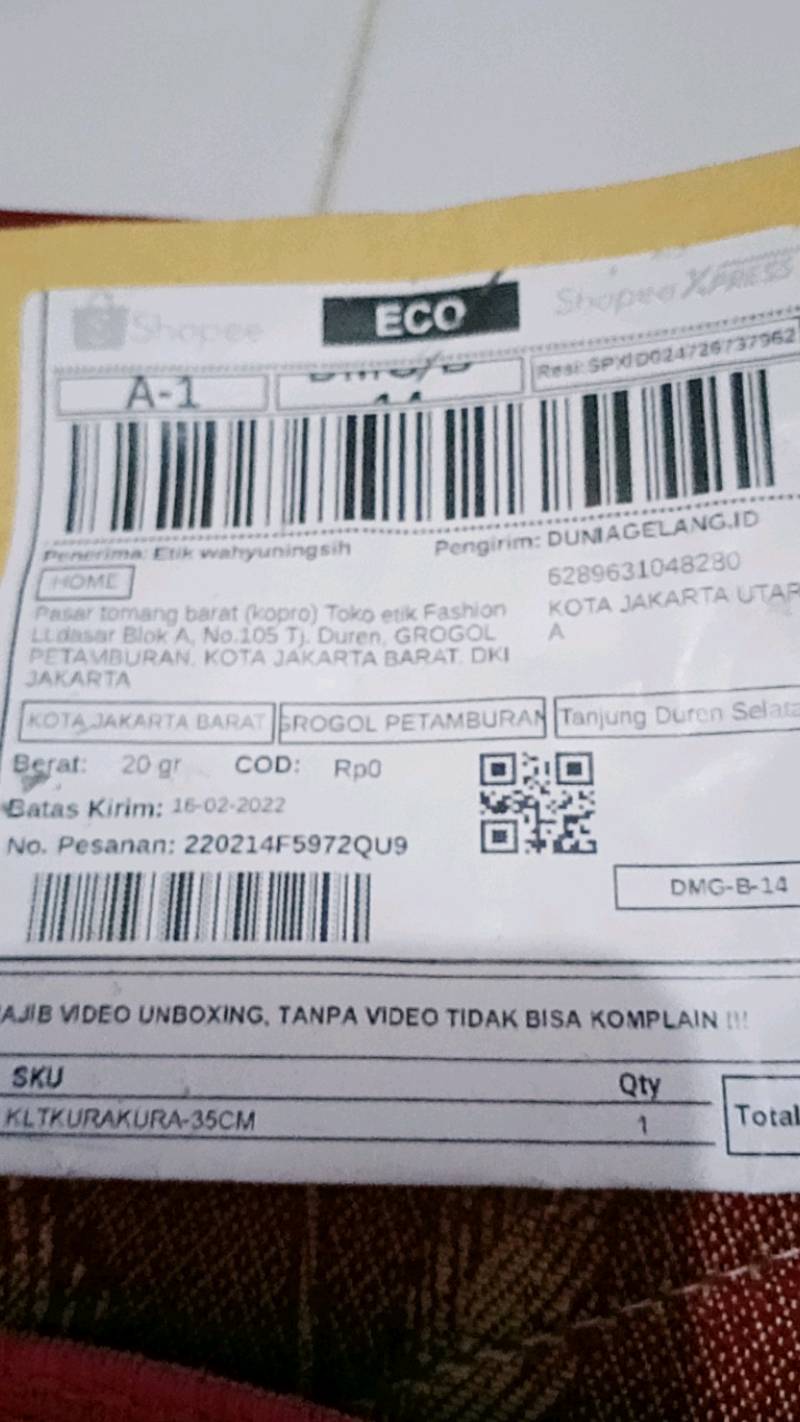 Shopee
ECO
Shopee XPRESS
A-1
Resi: SPXID024726737962
Penerima: Etik wahyuningsih
Pengirim: DUNIAGELANG.ID
HOME
6289631048280
Pasar tomang barat (kopro) Toko etik Fashion
KOTA JAKARTA UTAR
Lt.dasar Blok A, No.105 Tj. Duren, GROGOL
A
PETAMBURAN, KOTA JAKARTA BARAT, DKI
JAKARTA
KOTA JAKARTA BARAT
GROGOL PETAMBURAN
Tanjung Duren Selata
Berat: 20 gr COD: Rp0
Batas Kirim: 16-02-2022
No. Pesanan: 220214F5972QU9
DMG-B-14
AJIB VIDEO UNBOXING, TANPA VIDEO TIDAK BISA KOMPLAIN !!!
SKU Qty
Total
KLTKURAKURA-35CM 1